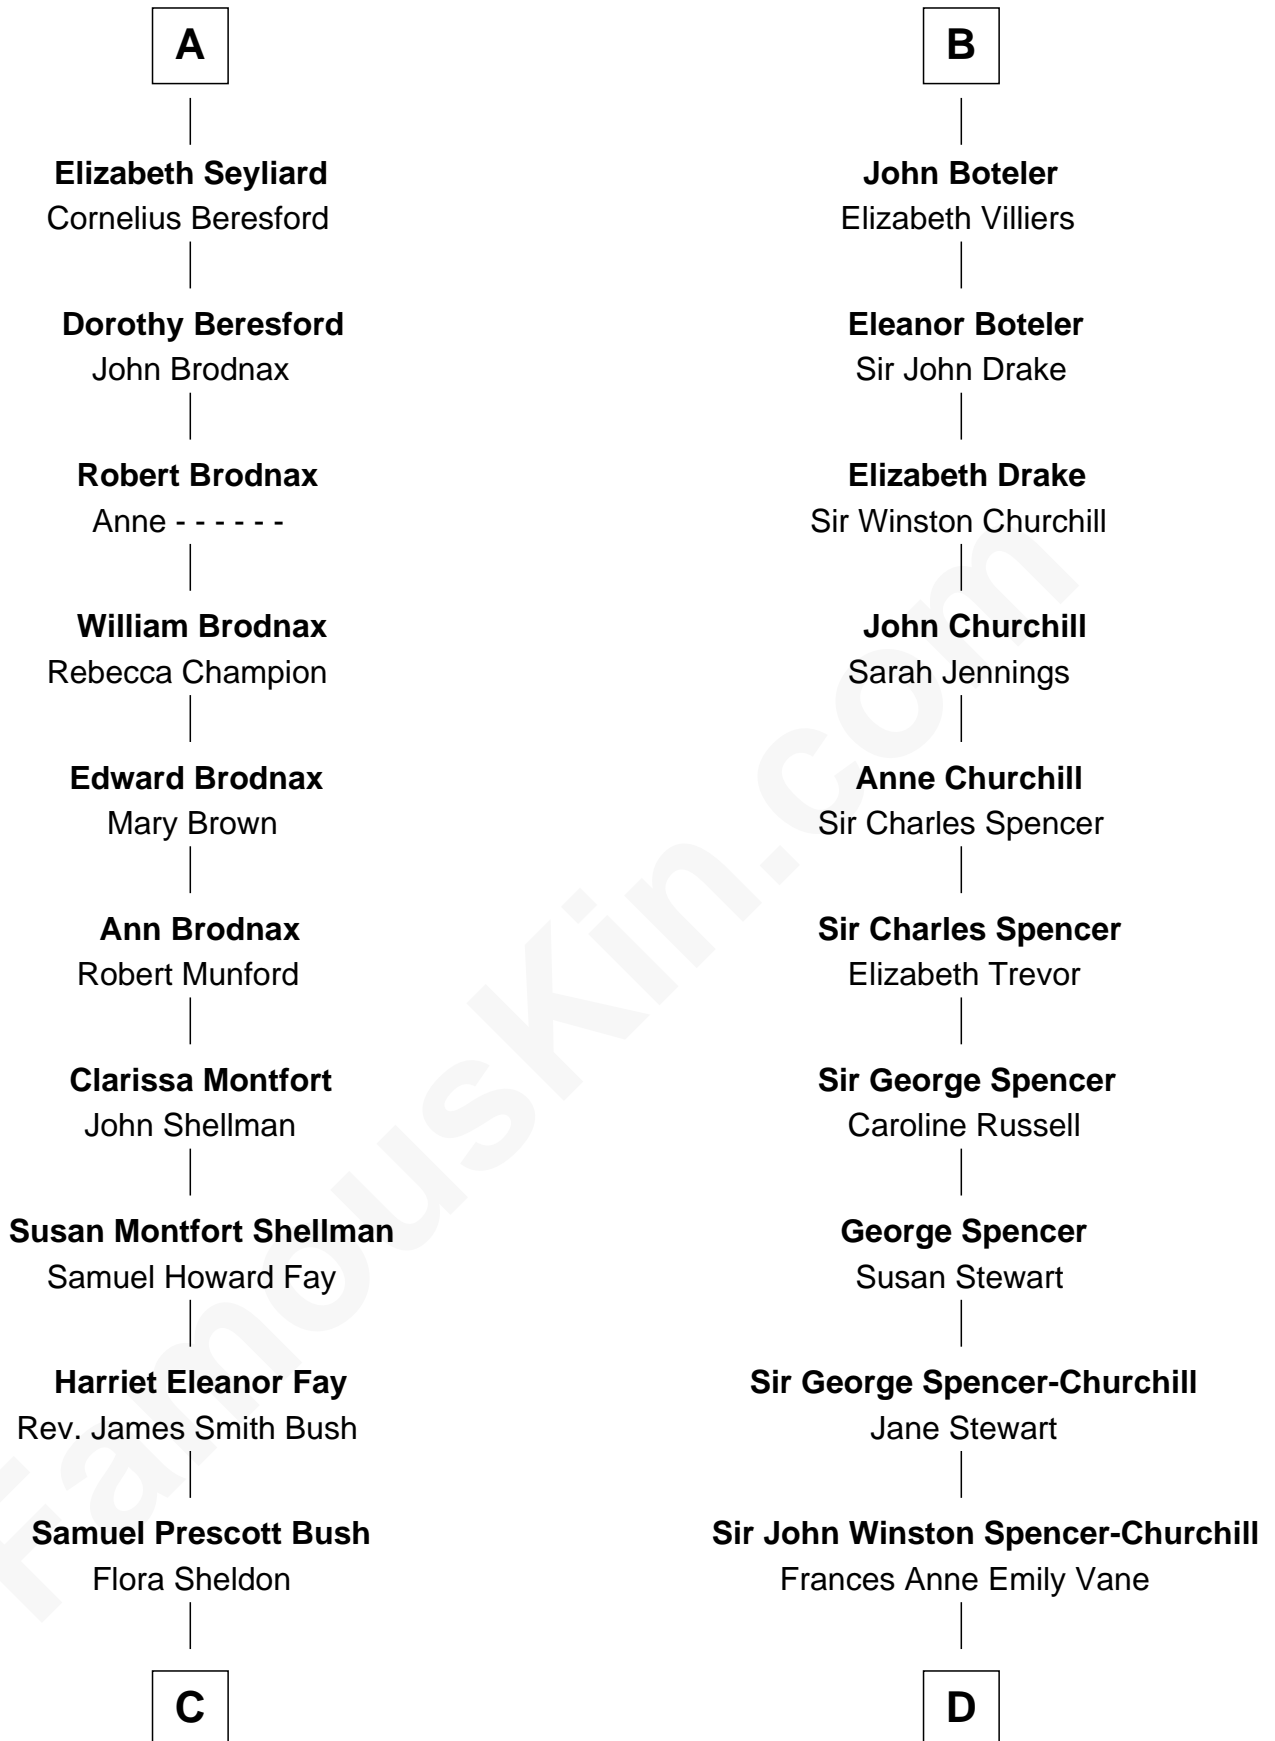 A
Elizabeth Seyliard
Cornelius Beresford
Dorothy Beresford
John Brodnax
Robert Brodnax
Anne - - - - - -
William Brodnax
Rebecca Champion
Edward Brodnax
Mary Brown
Ann Brodnax
Robert Munford
Clarissa Montfort
John Shellman
Susan Montfort Shellman
Samuel Howard Fay
Harriet Eleanor Fay
Rev. James Smith Bush
Samuel Prescott Bush
Flora Sheldon
C
B
John Boteler
Elizabeth Villiers
Eleanor Boteler
Sir John Drake
Elizabeth Drake
Sir Winston Churchill
John Churchill
Sarah Jennings
Anne Churchill
Sir Charles Spencer
Sir Charles Spencer
Elizabeth Trevor
Sir George Spencer
Caroline Russell
George Spencer
Susan Stewart
Sir George Spencer-Churchill
Jane Stewart
Sir John Winston Spencer-Churchill
Frances Anne Emily Vane
D
FamousKin.com